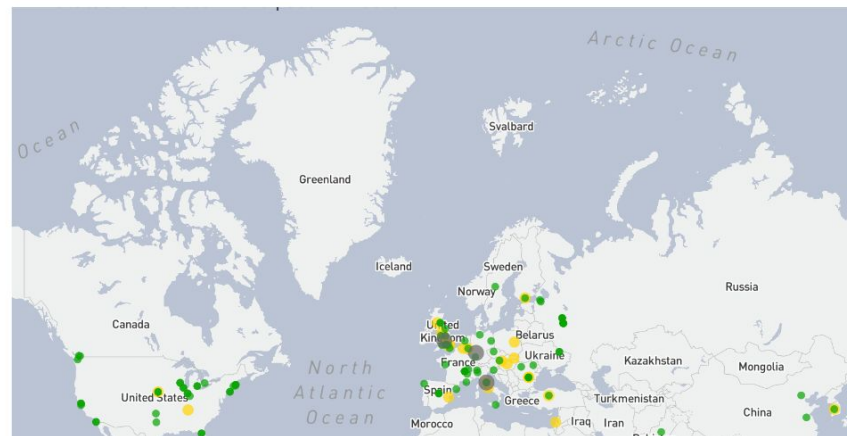 Arctic Ocean
Ocean
Svalbard
Greenland
Iceland
Sweden
Norway
Russia
Canada
United
Kingdom
Belarus
North
Atlantic
Ocean
France
Ukraine
Kazakhstan
Mongolia
United States
Spain
Greece
Turkmenistan
China
Morocco
Iraq
Iran